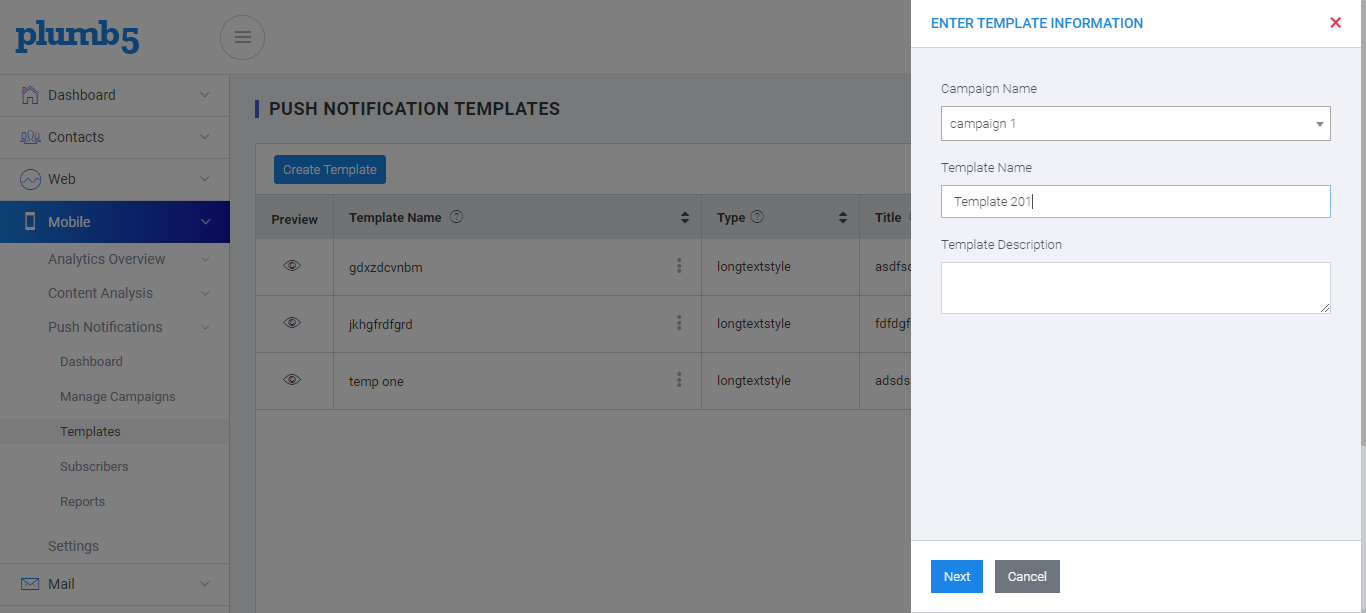 plumb5
Dashboard
Contacts
Web
Mobile
Analytics Overview
Content Analysis
Push Notifications
Dashboard
Manage Campaigns
Templates
Subscribers
Reports
Settings
Mail
PUSH NOTIFICATION TEMPLATES
Create Template
Preview Template Name ? Type ? Title
gdxzdcvnbm longtextstyle asdfsd
jkhgfrdfgrd longtextstyle fdfdgf
temp one longtextstyle adsds
ENTER TEMPLATE INFORMATION
Campaign Name
campaign 1
Template Name
Template 201
Template Description
Next Cancel